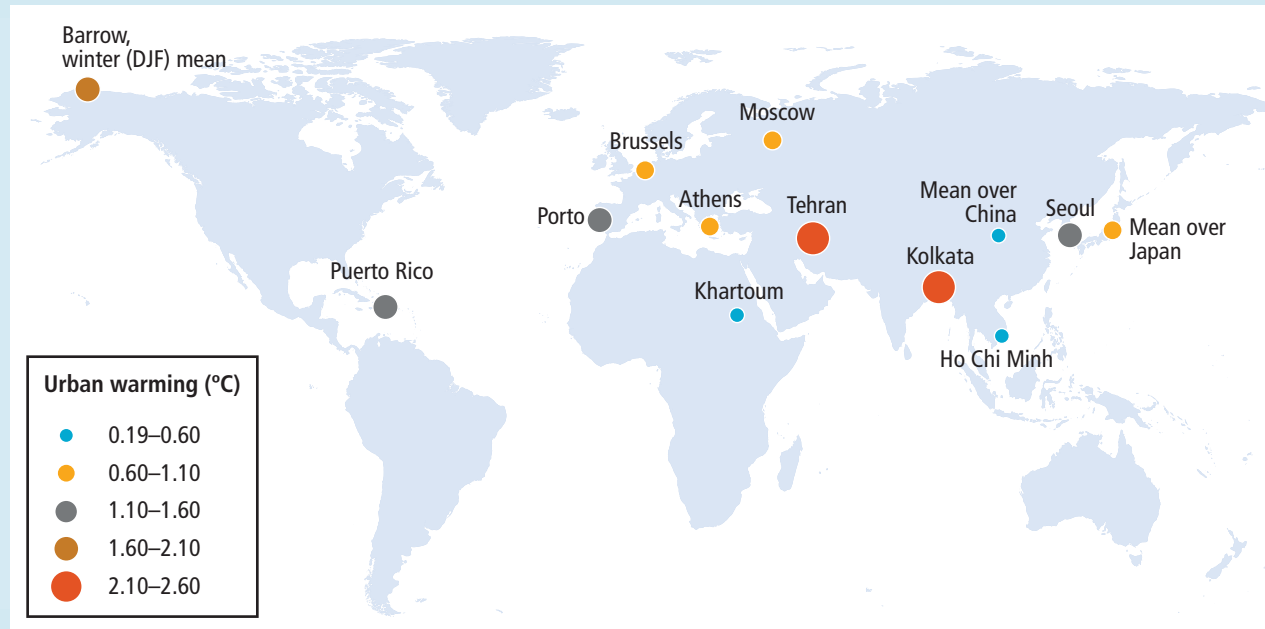 Barrow,
winter (DJF) mean
Moscow
Brussels
Mean over
China
Athens
Tehran
Seoul
Porto
Mean over
Japan
Kolkata
Puerto Rico
Khartoum
Ho Chi Minh
Urban warming (ºC)
0.19–0.60
0.60–1.10
1.10–1.60
1.60–2.10
2.10–2.60